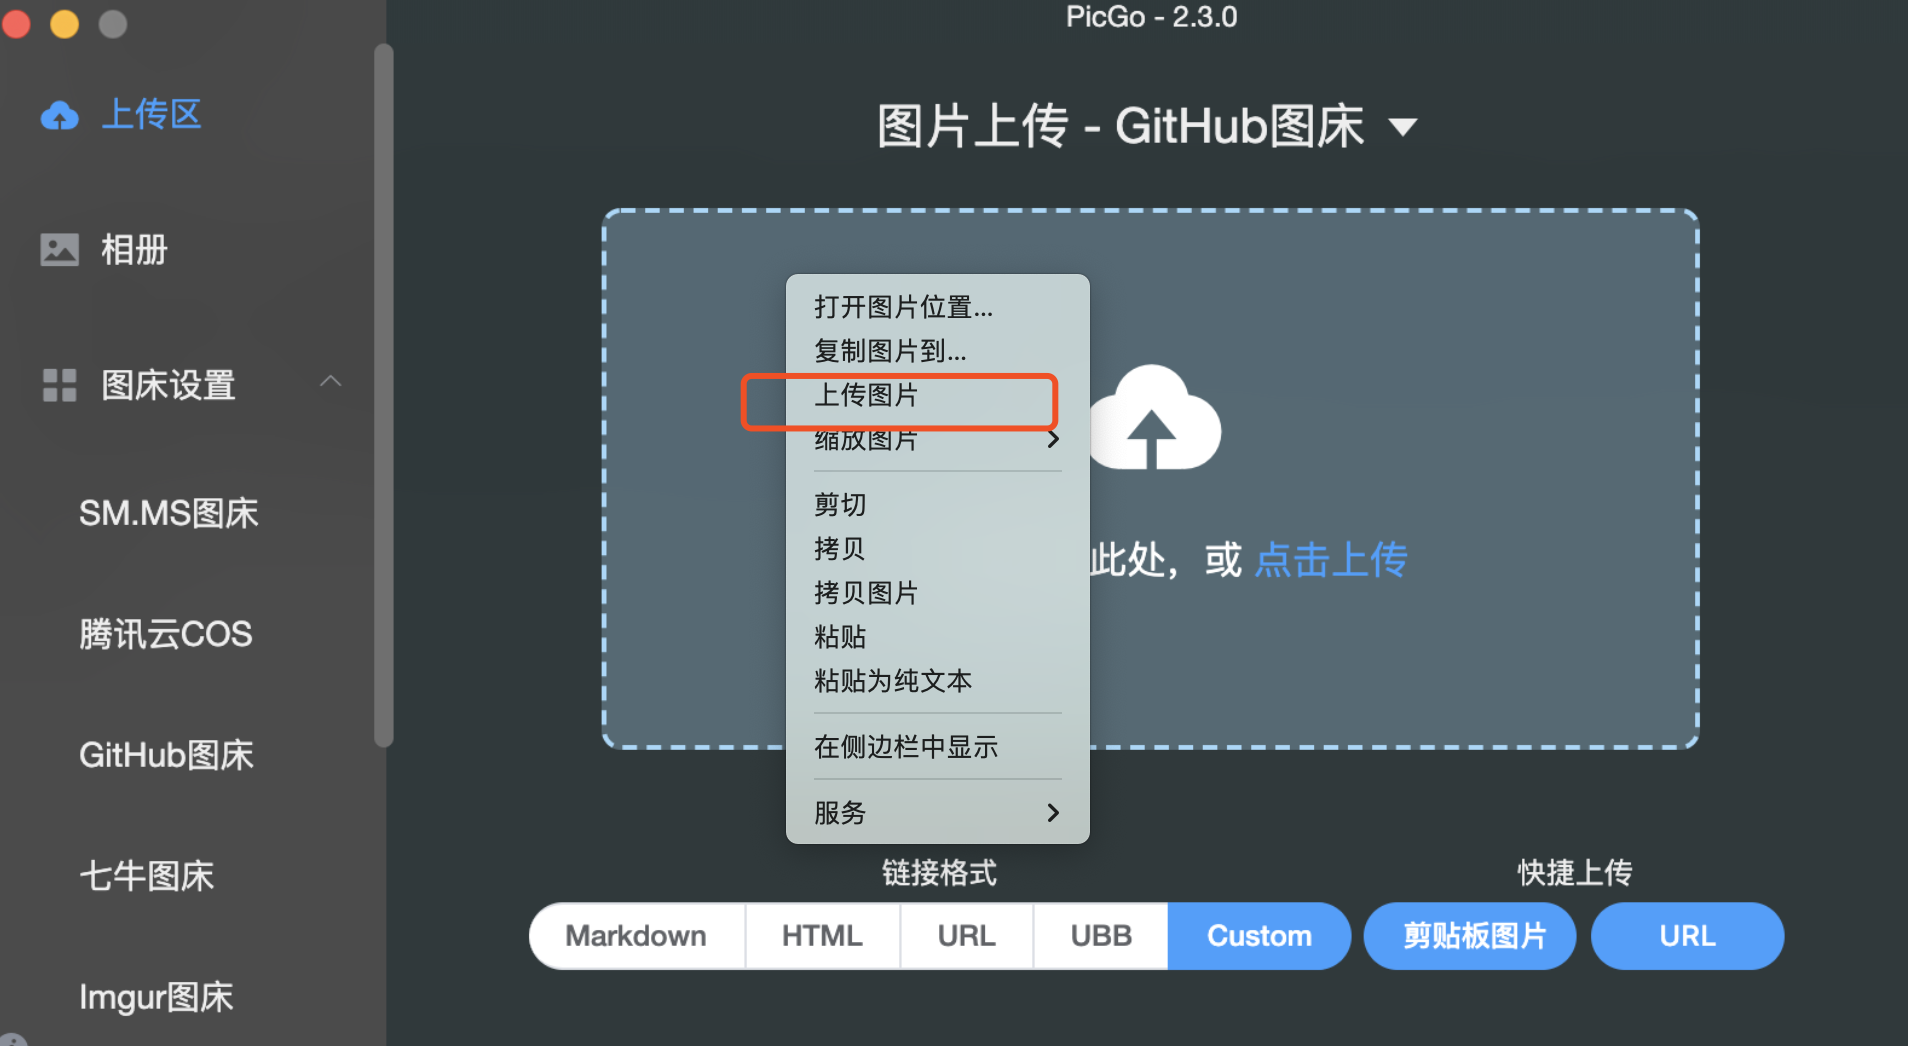 PicGo - 2.3.0
上传区
相册
图床设置
SM.MS图床
腾讯云COS
GitHub图床
七牛图床
Imgur图床
图片上传 - GitHub图床
打开图片位置...
复制图片到...
上传图片
缩放图片
剪切
拷贝
拷贝图片
粘贴
粘贴为纯文本
在侧边栏中显示
服务
此处，或 点击上传
链接格式
Markdown
HTML
URL
UBB
Custom
快捷上传
剪贴板图片
URL